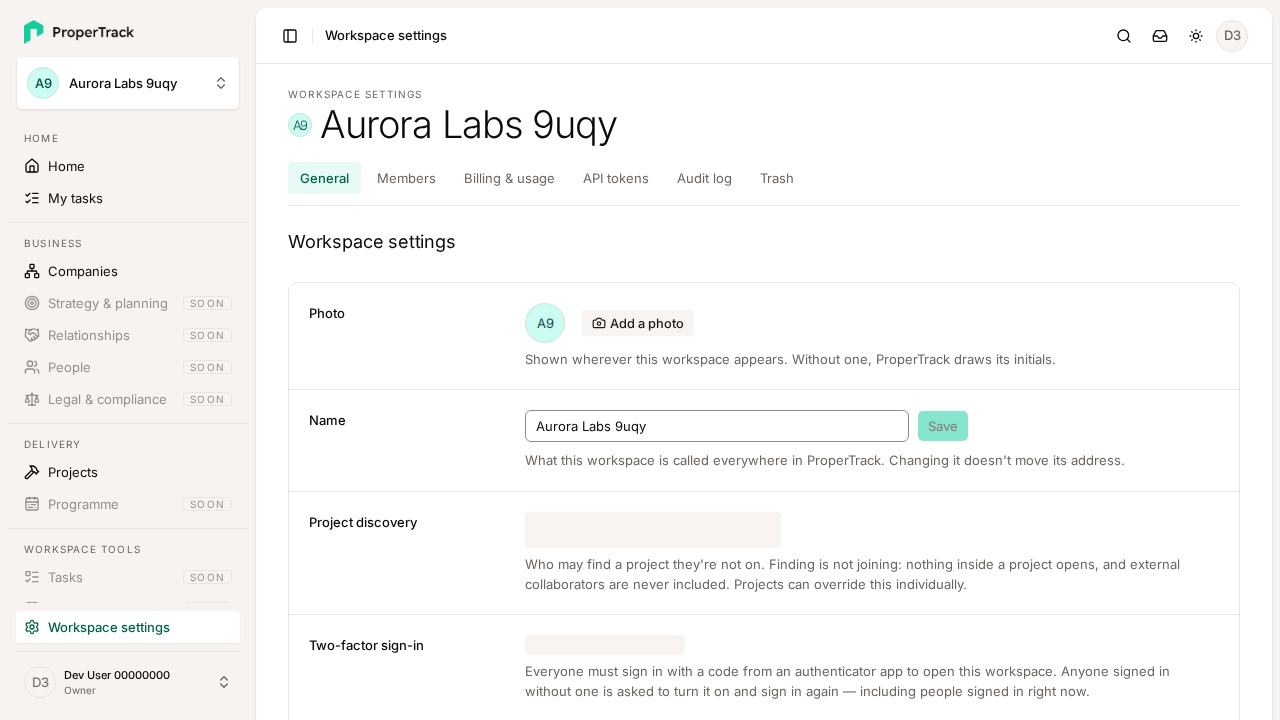 ProperTrack
A9 Aurora Labs 9uqy
HOME
Home
My tasks
BUSINESS
Companies
Strategy & planning SOON
Relationships SOON
People SOON
Legal & compliance SOON
DELIVERY
Projects
Programme SOON
WORKSPACE TOOLS
Tasks SOON
Workspace settings
D3 Dev User 00000000
Owner
Workspace settings
D3
WORKSPACE SETTINGS
A9 Aurora Labs 9uqy
General Members Billing & usage API tokens Audit log Trash
Workspace settings
Photo
A9 Add a photo
Shown wherever this workspace appears. Without one, ProperTrack draws its initials.
Name
Aurora Labs 9uqy Save
What this workspace is called everywhere in ProperTrack. Changing it doesn't move its address.
Project discovery
Who may find a project they're not on. Finding is not joining: nothing inside a project opens, and external
collaborators are never included. Projects can override this individually.
Two-factor sign-in
Everyone must sign in with a code from an authenticator app to open this workspace. Anyone signed in
without one is asked to turn it on and sign in again — including people signed in right now.